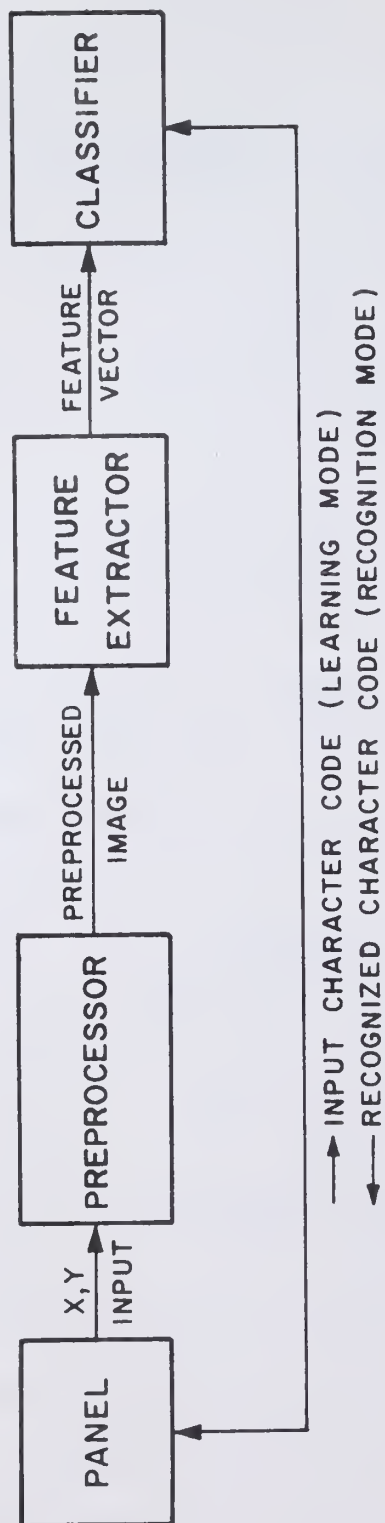 PANEL
X,Y
INPUT
PREPROCESSOR
PREPROCESSED
IMAGE
FEATURE
EXTRACTOR
FEATURE
VECTOR
CLASSIFIER
→ INPUT CHARACTER CODE (LEARNING MODE)
← RECOGNIZED CHARACTER CODE (RECOGNITION MODE)